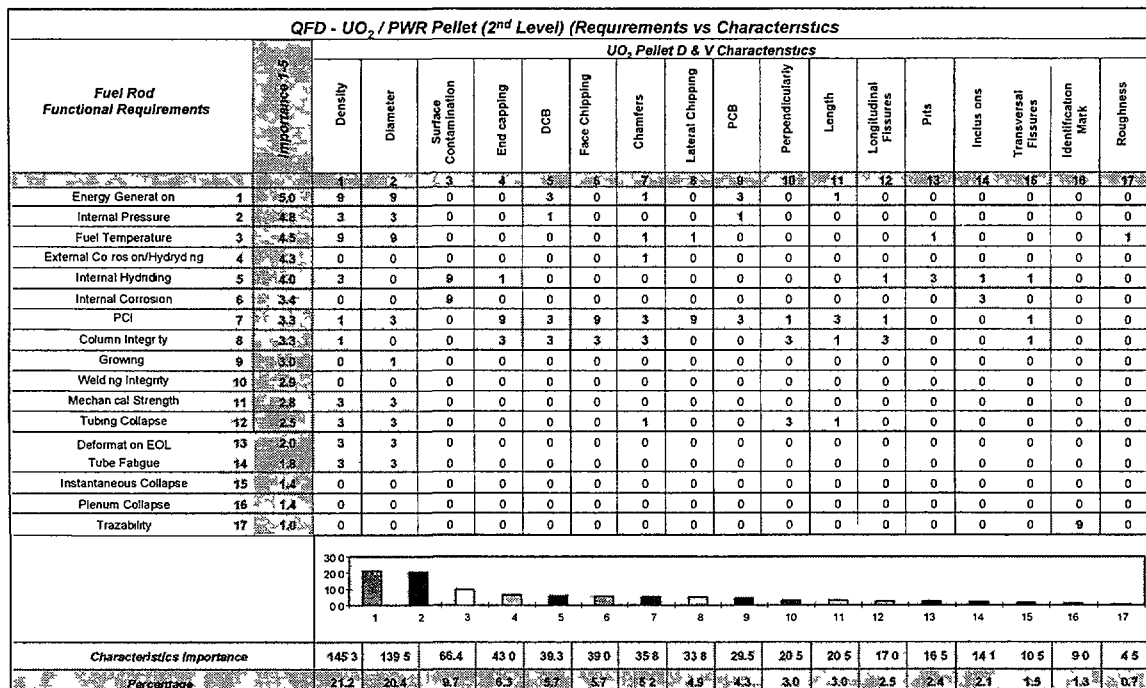 QFD - UO2 / PWR Pellet (2nd Level) (Requirements vs Characteristics
Fuel Rod Functional Requirements Importance 1-5 UO2 Pellet D & V Characteristics
Density Diameter Surface Contamination End capping DCB Face Chipping Chamfers Lateral Chipping PCB Perpendicularly Length Longitudinal Fissures Pits Inclus ons Transversal Fissures Identification Mark Roughness
1 2 3 4 5 6 7 8 9 10 11 12 13 14 15 16 17
Energy Generat on 1 5.0 9 9 0 0 3 0 1 0 3 0 1 0 0 0 0 0 0
Internal Pressure 2 4.8 3 3 0 0 1 0 0 0 1 0 0 0 0 0 0 0 0
Fuel Temperature 3 4.5 9 9 0 0 0 0 1 1 0 0 0 0 1 0 0 0 1
External Co ros on/Hydryd ng 4 4.3 0 0 0 0 0 0 1 0 0 0 0 0 0 0 0 0 0
Internal Hydriding 5 4.0 3 0 9 1 0 0 0 0 0 0 0 1 3 1 1 0 0
Internal Corrosion 6 3.4 0 0 9 0 0 0 0 0 0 0 0 0 0 3 0 0 0
PCI 7 3.3 1 3 0 9 3 9 3 9 3 1 3 1 0 0 1 0 0
Column Integrity 8 3.3 1 0 0 3 3 3 3 0 0 3 1 3 0 0 1 0 0
Growing 9 3.0 0 1 0 0 0 0 0 0 0 0 0 0 0 0 0 0 0
Weld ng Integrity 10 2.9 0 0 0 0 0 0 0 0 0 0 0 0 0 0 0 0 0
Mechan cal Strength 11 2.8 3 3 0 0 0 0 0 0 0 0 0 0 0 0 0 0 0
Tubing Collapse 12 2.5 3 3 0 0 0 0 1 0 0 3 1 0 0 0 0 0 0
Deformat on EOL 13 2.0 3 3 0 0 0 0 0 0 0 0 0 0 0 0 0 0 0
Tube Fatigue 14 1.8 3 3 0 0 0 0 0 0 0 0 0 0 0 0 0 0 0
Instantaneous Collapse 15 1.4 0 0 0 0 0 0 0 0 0 0 0 0 0 0 0 0 0
Plenum Collapse 16 1.4 0 0 0 0 0 0 0 0 0 0 0 0 0 0 0 0 0
Trazability 17 1.0 0 0 0 0 0 0 0 0 0 0 0 0 0 0 0 9 0
30 0
20 0
10 0
0 0
1 2 3 4 5 6 7 8 9 10 11 12 13 14 15 16 17
Characteristics Importance 145 3 139 5 66.4 43 0 39.3 39 0 35 8 33 8 29.5 20 5 20 5 17 0 16 5 14 1 10 5 9 0 4 5
Percentage 21.2 20.4 9.7 6.3 5.7 5.7 5 2 4.9 4.3 3.0 3.0 2.5 2.4 2.1 1.5 1.3 0.7